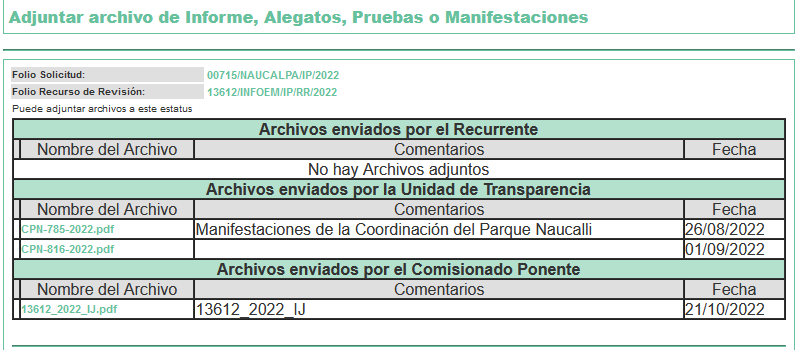 Adjuntar archivo de Informe, Alegatos, Pruebas o Manifestaciones
Folio Solicitud: 00715/NAUCALPA/IP/2022
Folio Recurso de Revisión: 13612/INFOEM/IP/RR/2022
Puede adjuntar archivos a este estatus
Archivos enviados por el Recurrente
Nombre del Archivo Comentarios Fecha
No hay Archivos adjuntos
Archivos enviados por la Unidad de Transparencia
Nombre del Archivo Comentarios Fecha
CPN-785-2022.pdf Manifestaciones de la Coordinación del Parque Naucalli 26/08/2022
CPN-816-2022.pdf 01/09/2022
Archivos enviados por el Comisionado Ponente
Nombre del Archivo Comentarios Fecha
13612_2022_IJ.pdf 13612_2022_IJ 21/10/2022